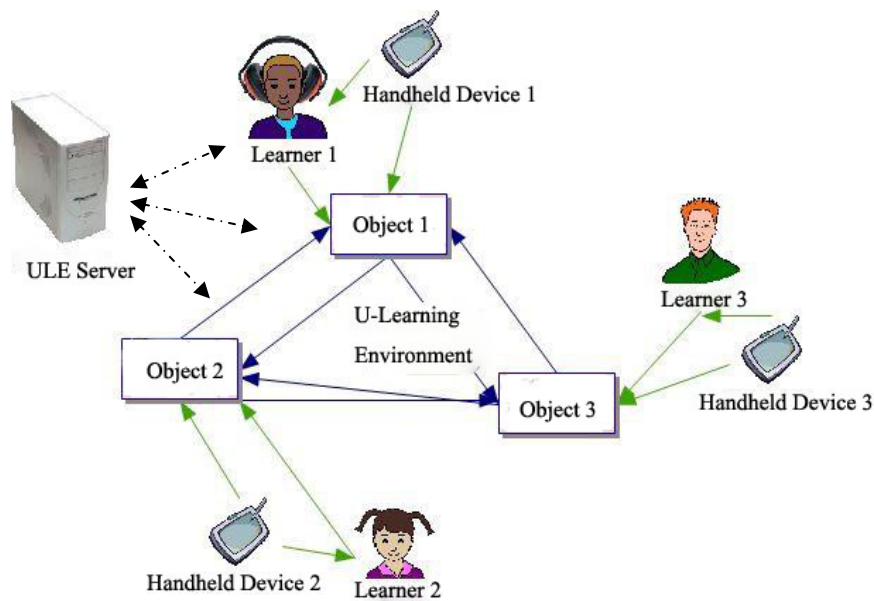 Handheld Device 1
Learner 1
Object 1
ULE Server
Learner 3
U-Learning
Environment
Object 2
Object 3
Handheld Device 3
Handheld Device 2
Learner 2